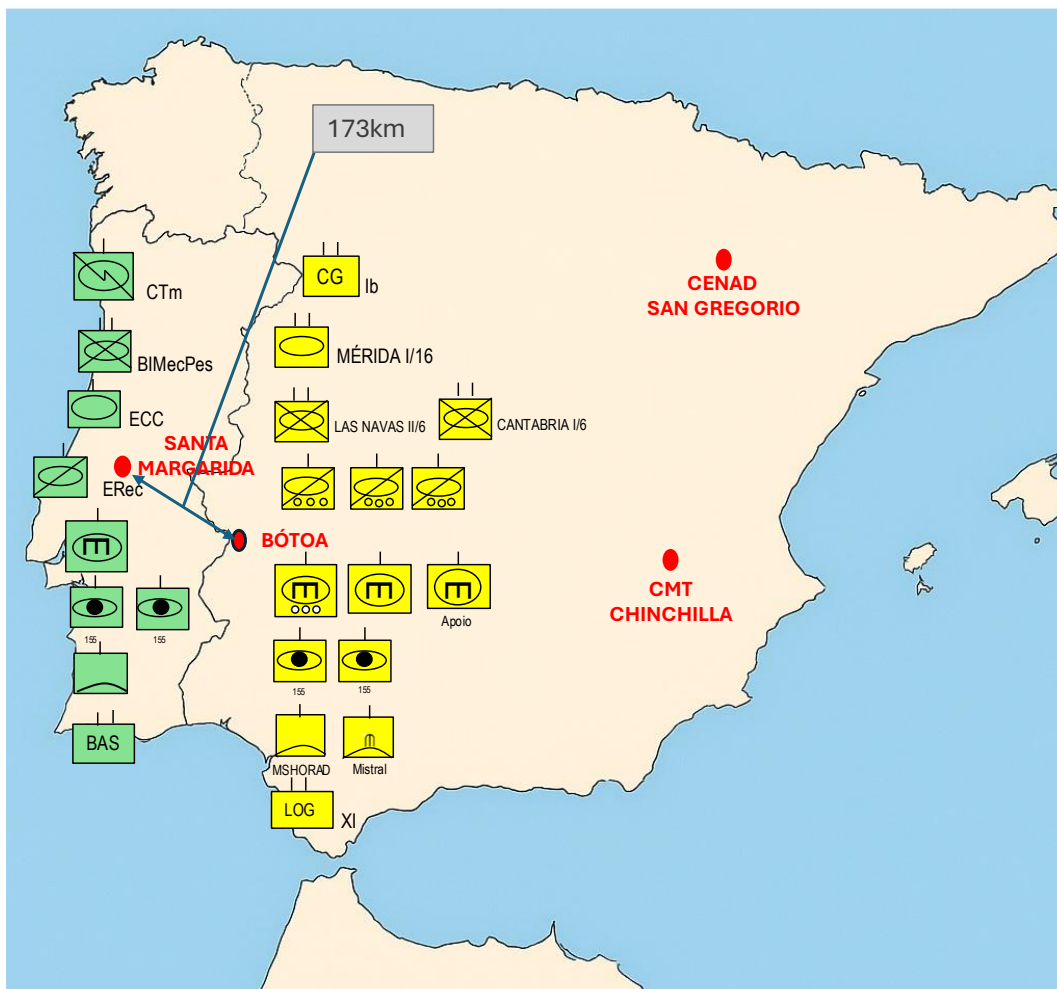 173km
CG
Ib
CTm
CENAD
SAN GREGORIO
BIMecPes
MÉRIDA I/16
ECC
LAS NAVAS II/6
CANTABRIA I/6
SANTA
MARGARIDA
ERec
BÓTOA
CMT
CHINCHILLA
Apoio
155
155
155
155
BAS
MSHORAD
Mistral
LOG
XI